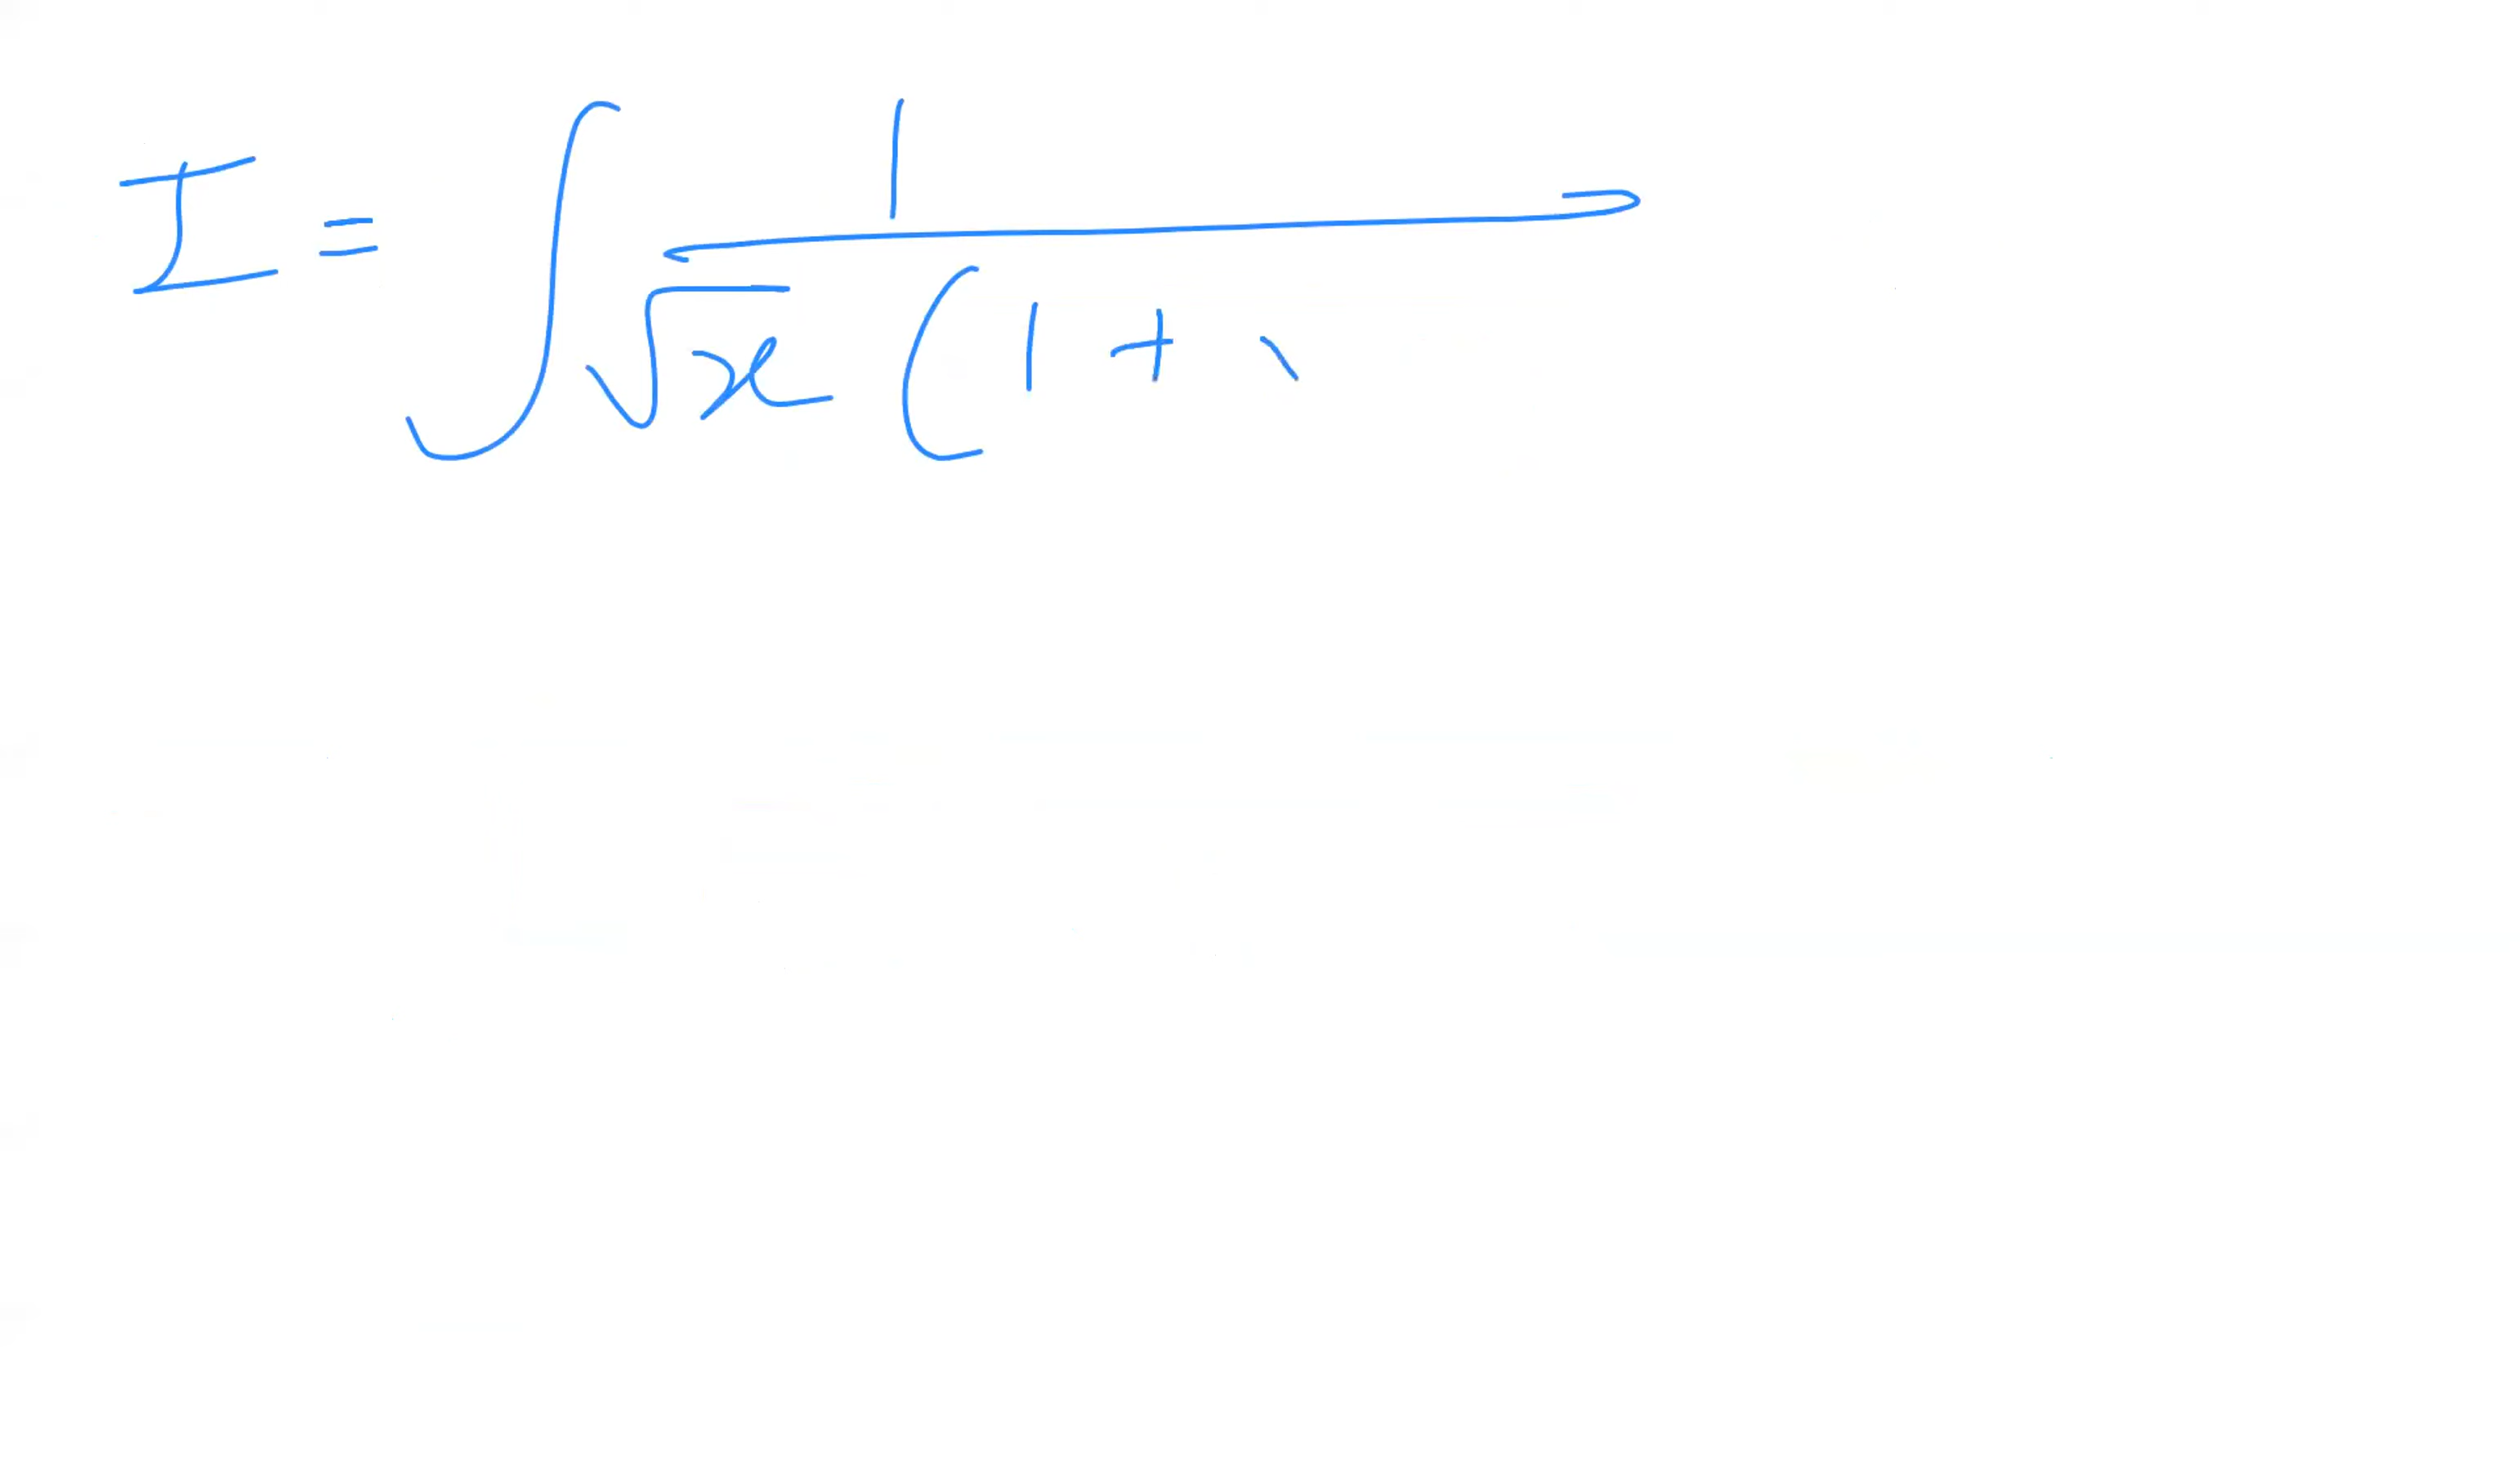 I = ∫ 1 / √x (1 +